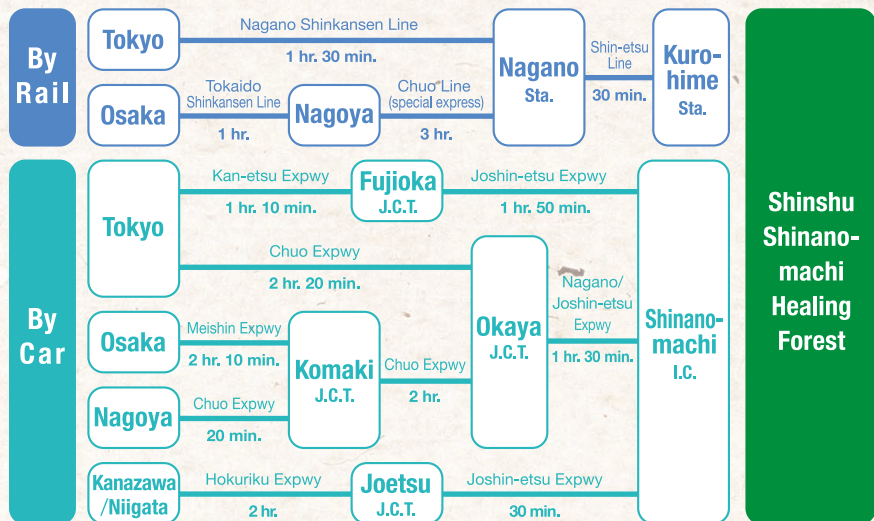 By
Rail
Tokyo
Nagano Shinkansen Line
1 hr. 30 min.
Osaka
Tokaido
Shinkansen Line
1 hr.
Nagoya
Chuo Line
(special express)
3 hr.
Nagano
Sta.
Shin-etsu
Line
30 min.
Kuro-
hime
Sta.
By
Car
Tokyo
Kan-etsu Expwy
1 hr. 10 min.
Fujioka
J.C.T.
Joshin-etsu Expwy
1 hr. 50 min.
Chuo Expwy
2 hr. 20 min.
Osaka
Meishin Expwy
2 hr. 10 min.
Nagoya
Chuo Expwy
20 min.
Komaki
J.C.T.
Chuo Expwy
2 hr.
Okaya
J.C.T.
Nagano/
Joshin-etsu
Expwy
1 hr. 30 min.
Kanazawa
/Niigata
Hokuriku Expwy
2 hr.
Joetsu
J.C.T.
Joshin-etsu Expwy
30 min.
Shinano-
machi
I.C.
Shinshu
Shinano-
machi
Healing
Forest